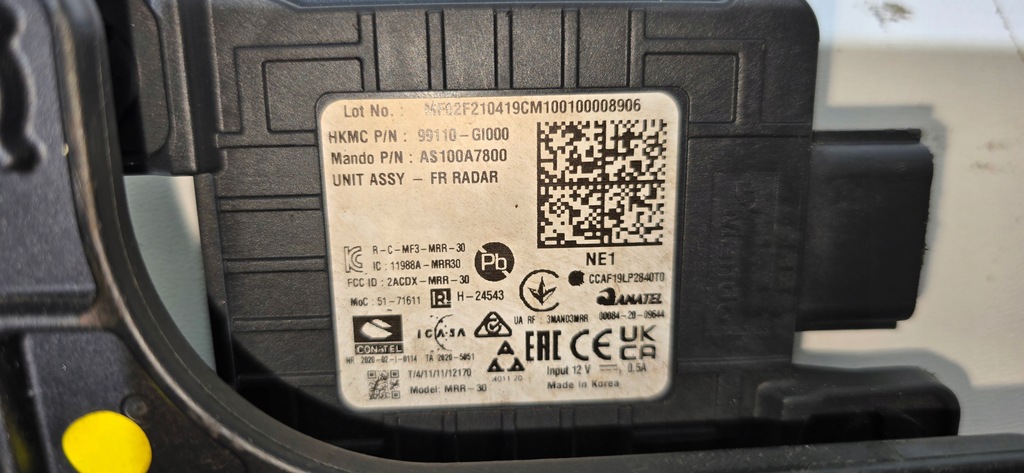 Lot No. : MF02F210419CM100100008906
HKMC P/N : 99110-GI000
Mando P/N : AS100A7800
UNIT ASSY - FR RADAR
NE1
R-C-MF3-MRR-30
IC : 11988A-MRR30
FCC ID : 2ACDX-MRR-30
Pb
CCAF19LP2840T0
MoC : 51-71611
R
H-24543
ANATEL
UA RF : 3MANDO3MRR
00084-20-09644
CONATEL
ICASA
EAC CE UK CA
NR 2020-02-I-0114
TA 2020-5051
T/4/11/11/12170
Input 12 V 0,5A
Model: MRR-30
Made in Korea